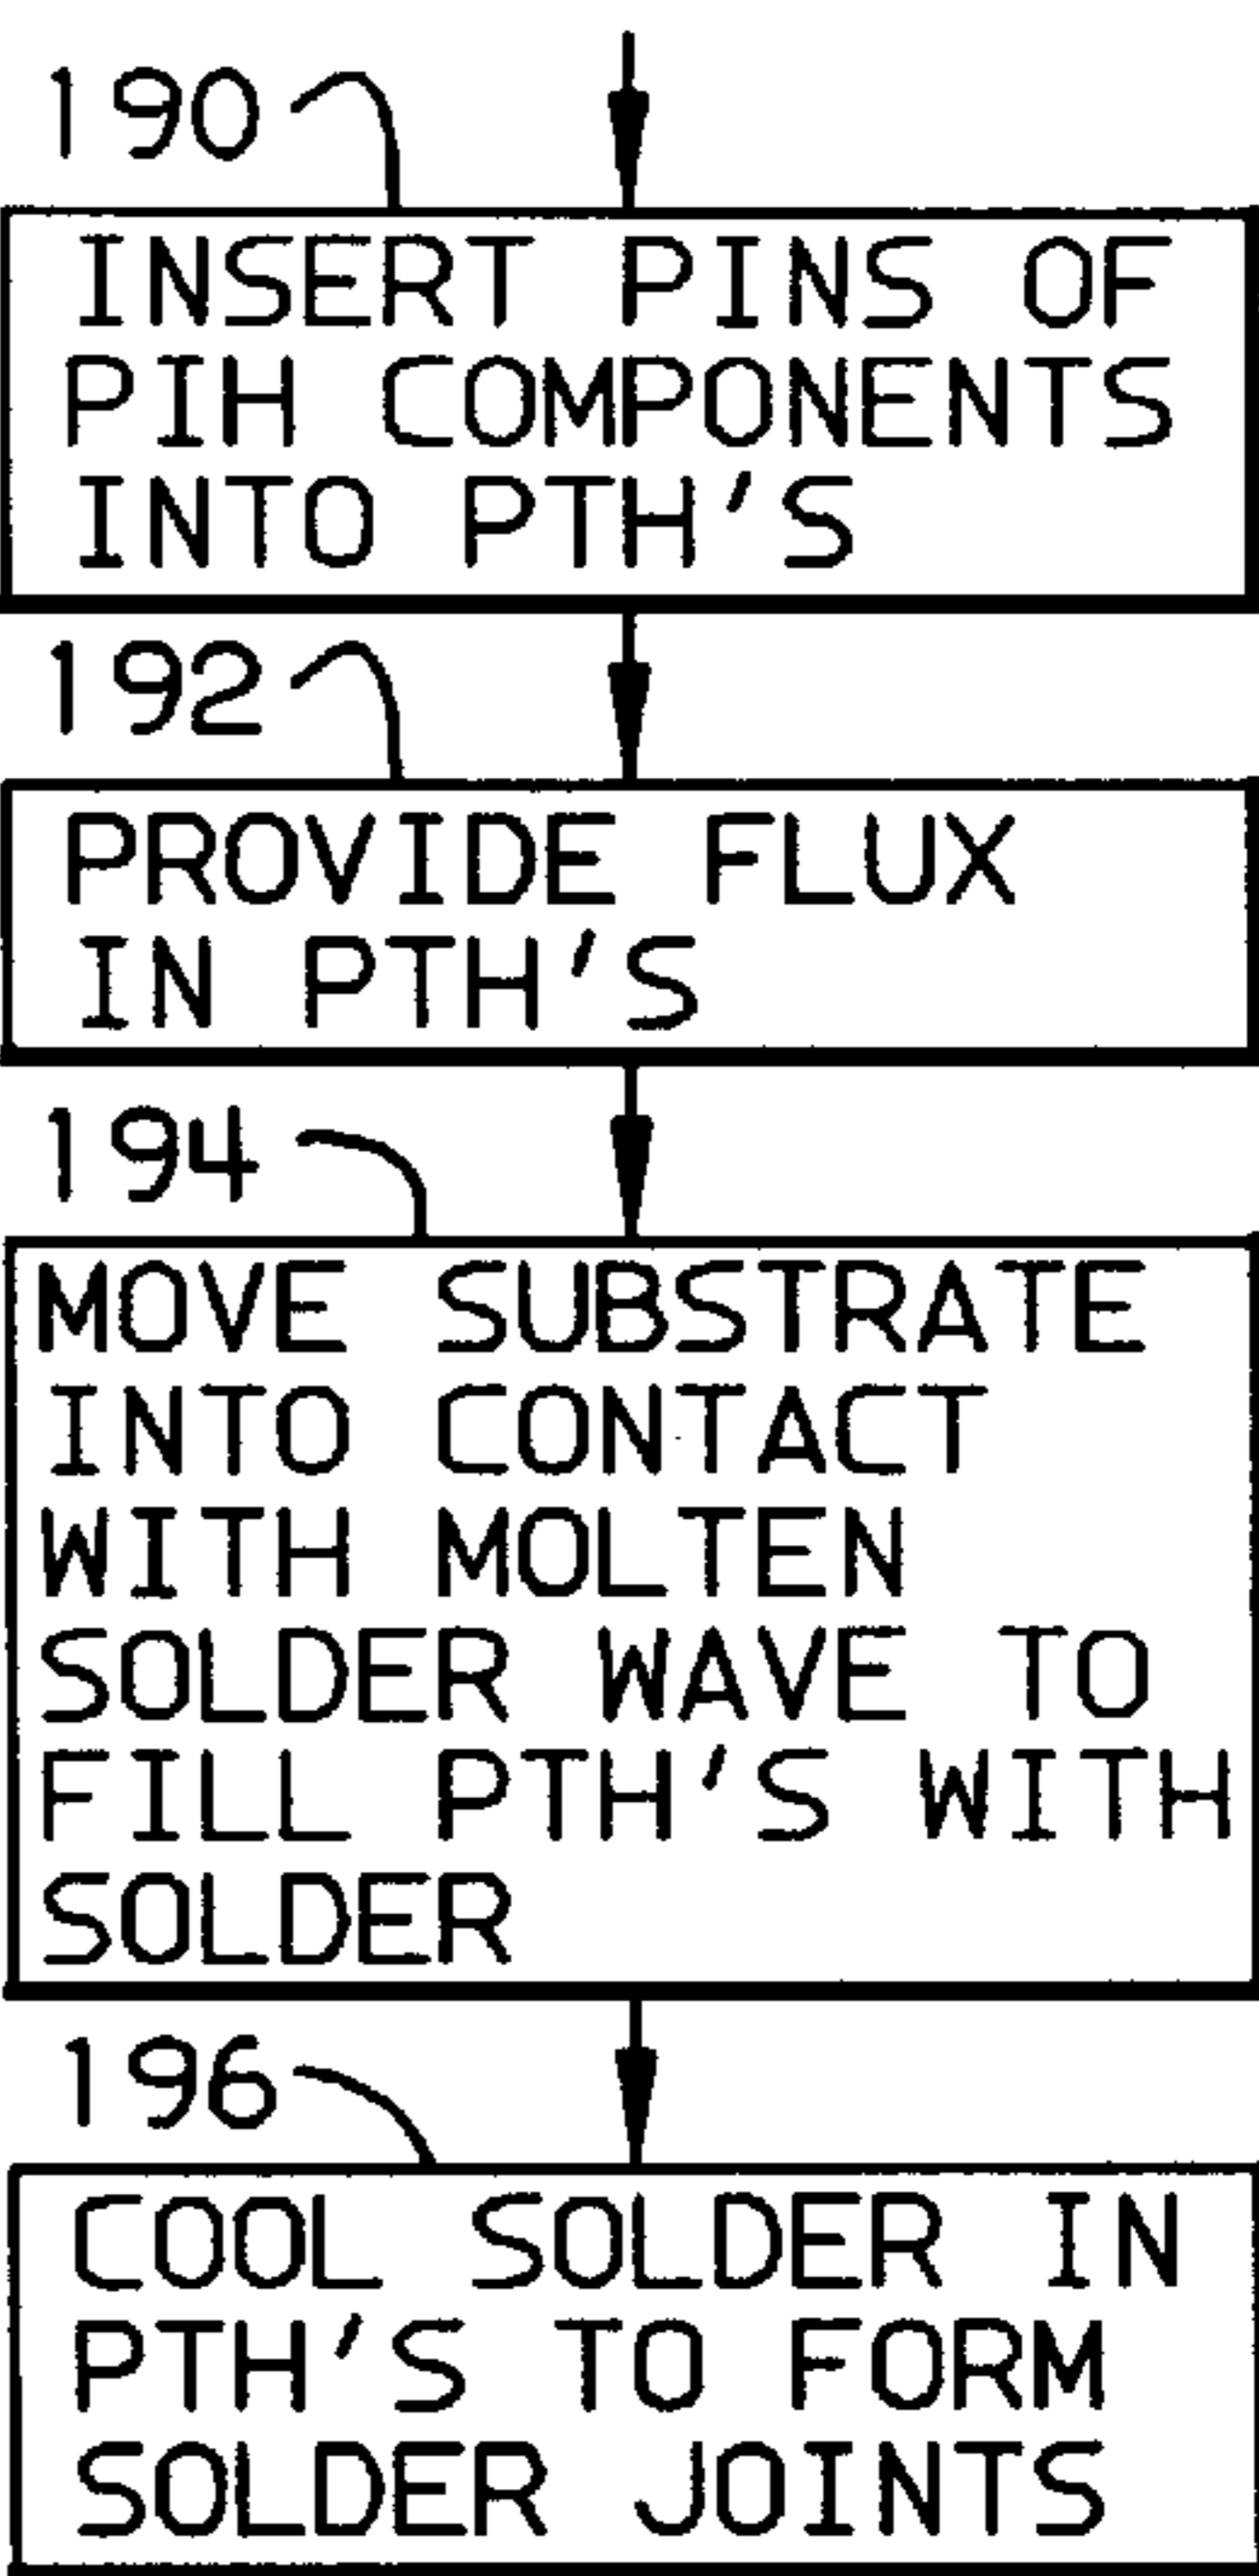 190
INSERT PINS OF
PIH COMPONENTS
INTO PTH'S
192
PROVIDE FLUX
IN PTH'S
194
MOVE SUBSTRATE
INTO CONTACT
WITH MOLTEN
SOLDER WAVE TO
FILL PTH'S WITH
SOLDER
196
COOL SOLDER IN
PTH'S TO FORM
SOLDER JOINTS